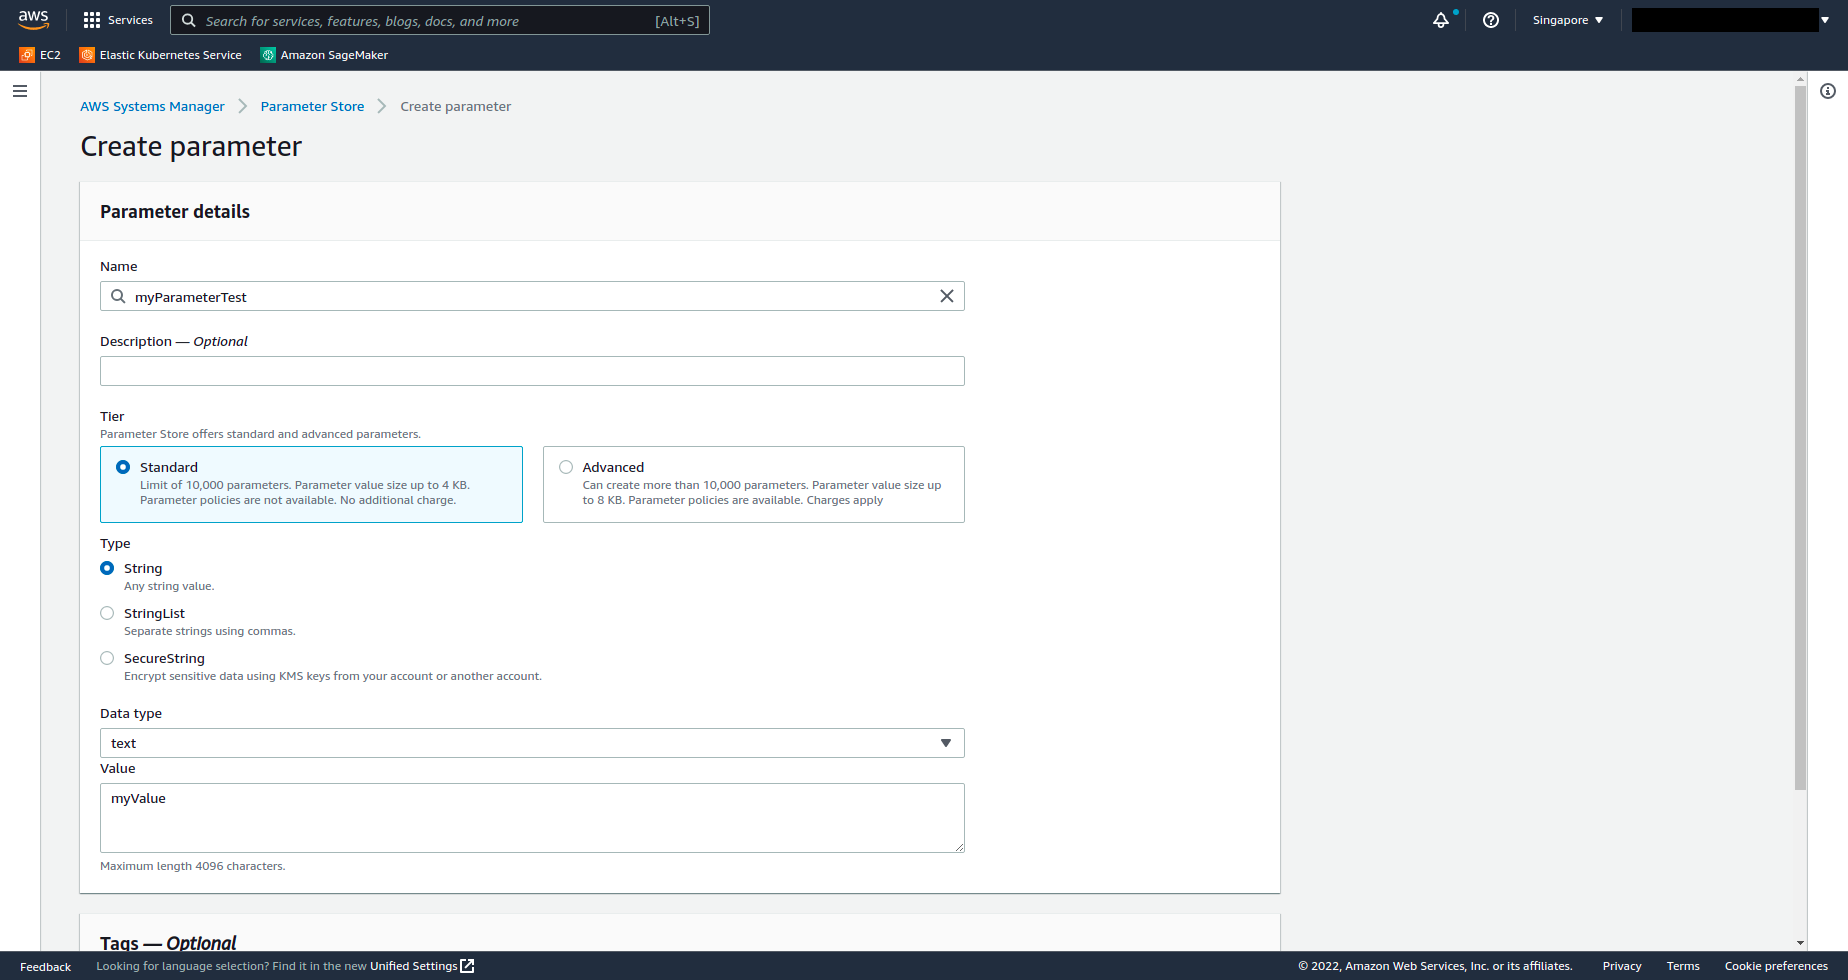 aws
Services
Search for services, features, blogs, docs, and more
[Alt+S]
Singapore
EC2
Elastic Kubernetes Service
Amazon SageMaker
AWS Systems Manager
Parameter Store
Create parameter
Create parameter
Parameter details
Name
myParameterTest
Description — Optional
Tier
Parameter Store offers standard and advanced parameters.
Standard
Limit of 10,000 parameters. Parameter value size up to 4 KB.
Parameter policies are not available. No additional charge.
Advanced
Can create more than 10,000 parameters. Parameter value size up
to 8 KB. Parameter policies are available. Charges apply
Type
String
Any string value.
StringList
Separate strings using commas.
SecureString
Encrypt sensitive data using KMS keys from your account or another account.
Data type
text
Value
myValue
Maximum length 4096 characters.
Tags — Optional
Feedback
Looking for language selection? Find it in the new Unified Settings
© 2022, Amazon Web Services, Inc. or its affiliates.
Privacy
Terms
Cookie preferences